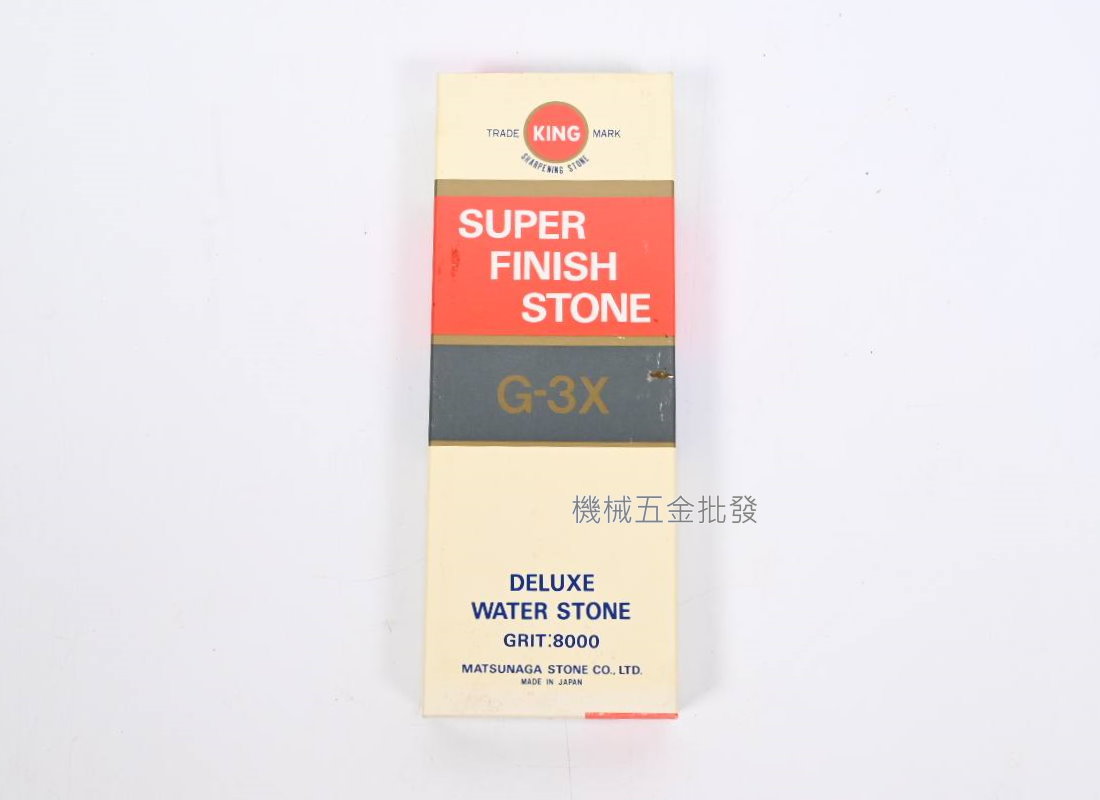 TRADE KING MARK
SHARPENING STONE
SUPER
FINISH
STONE
G-3X
機械五金批發
DELUXE
WATER STONE
GRIT:8000
MATSUNAGA STONE CO., LTD.
MADE IN JAPAN